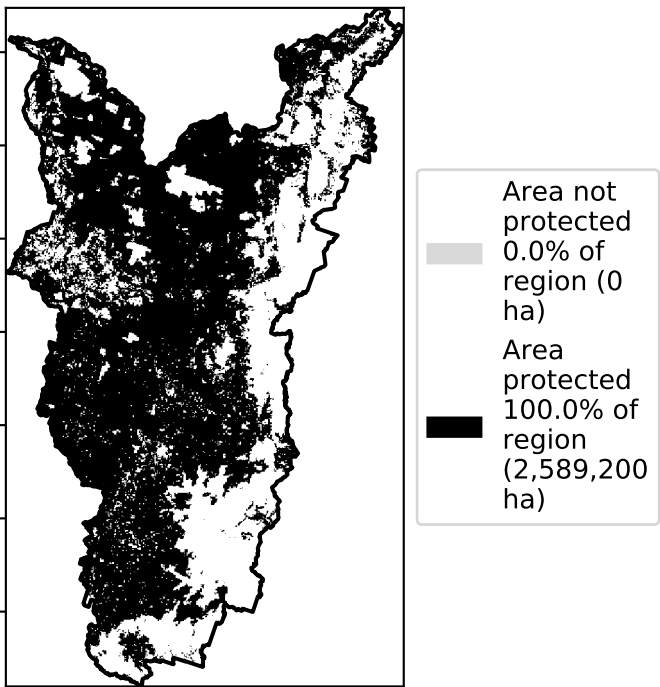 Area not
protected
0.0% of
region (0
ha)
Area
protected
100.0% of
region
(2,589,200
ha)